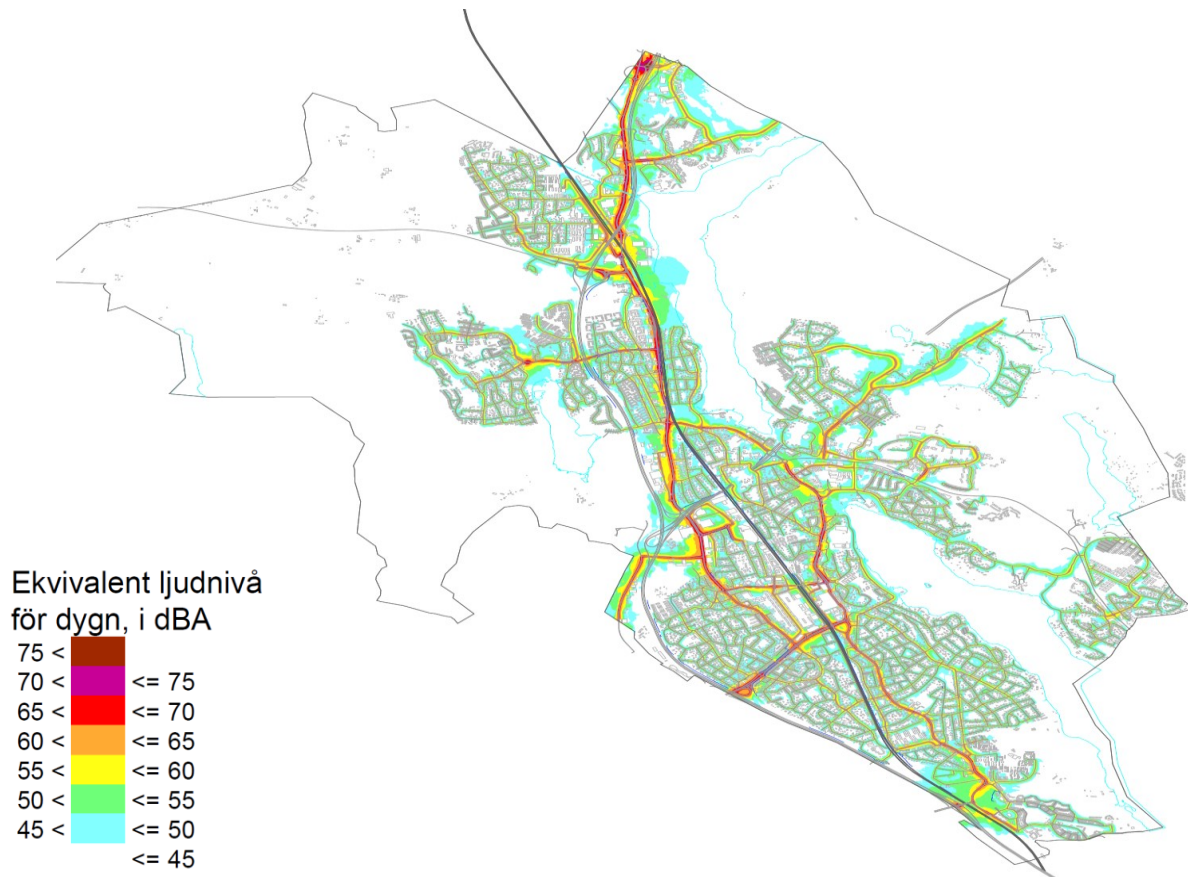 Ekvivalent ljudnivå
för dygn, i dBA
75 <
70 < <= 75
65 < <= 70
60 < <= 65
55 < <= 60
50 < <= 55
45 < <= 50
<= 45